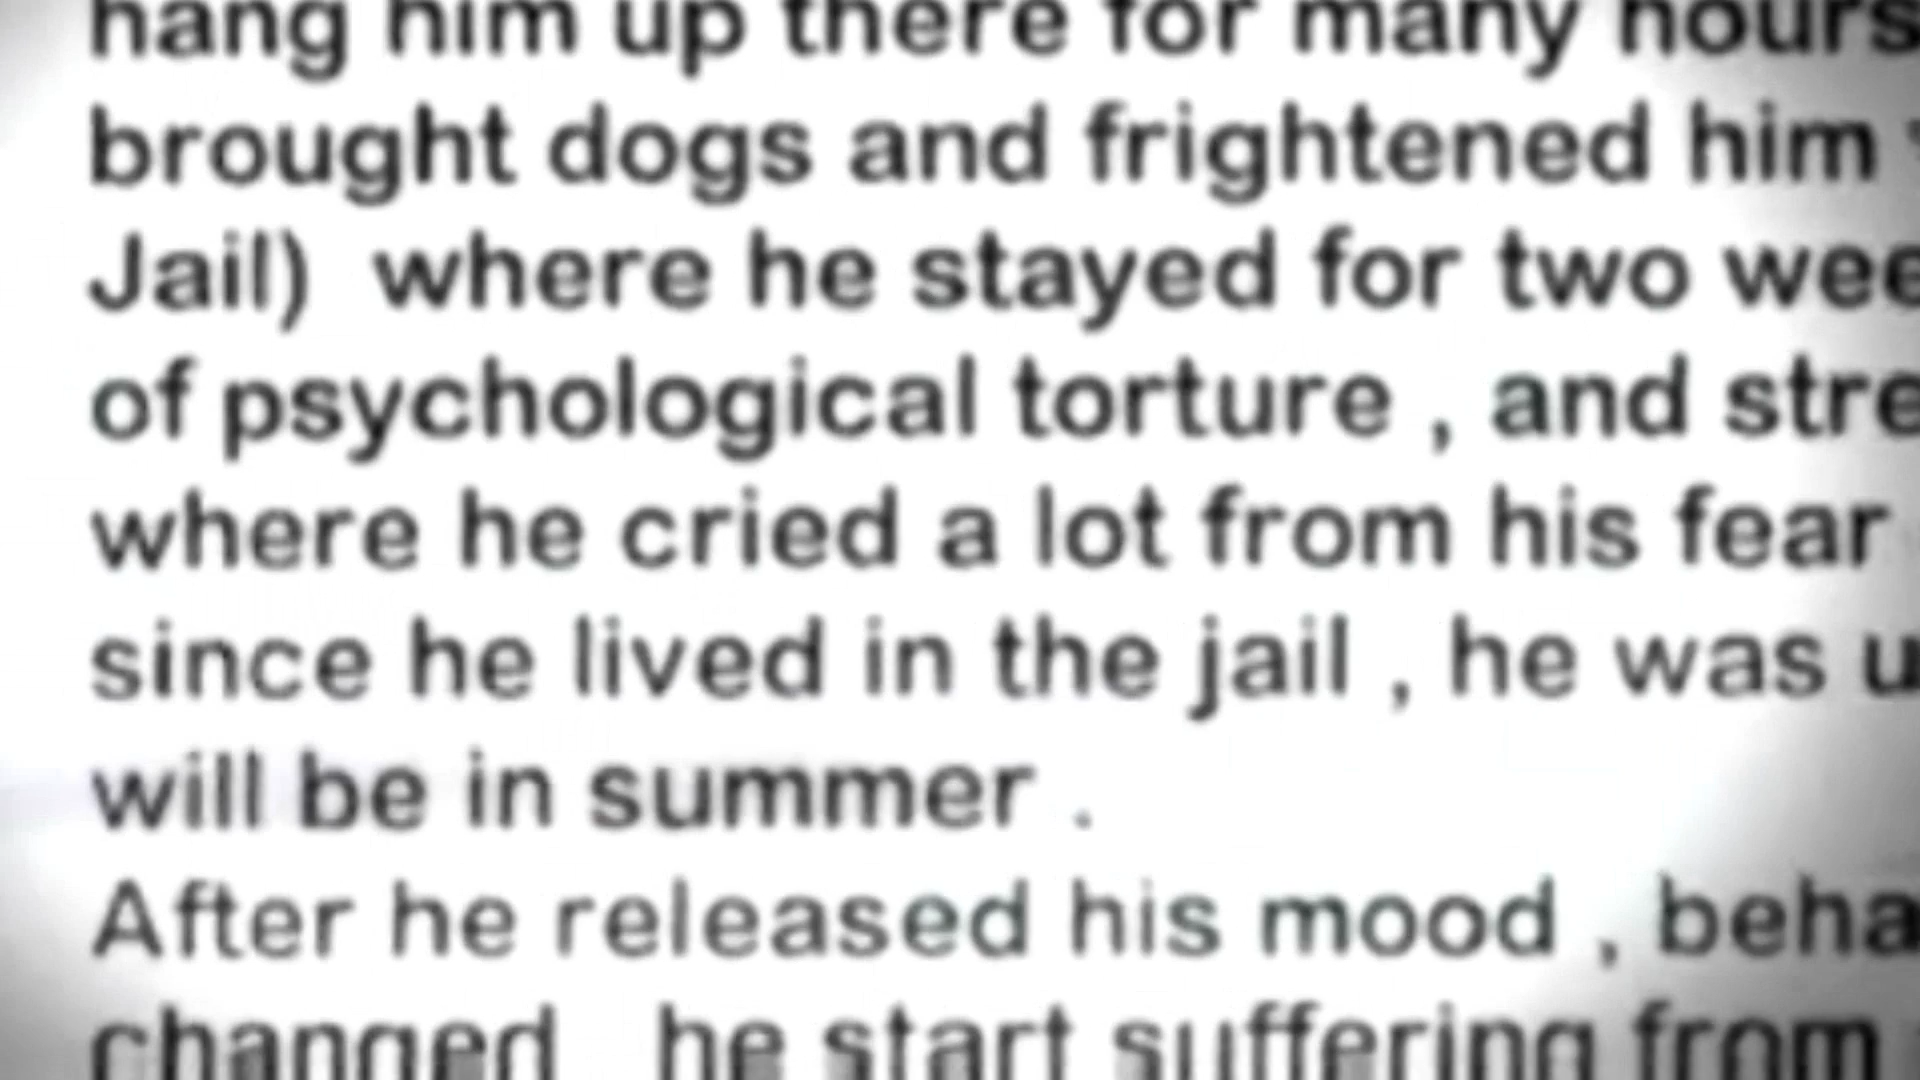 hang him up there for many hours
brought dogs and frightened him
Jail) where he stayed for two
of psychological torture , and
where he cried a lot from his fear
since he lived in the jail , he was
will be in summer .
After he released his mood ,
changed he start suffering from